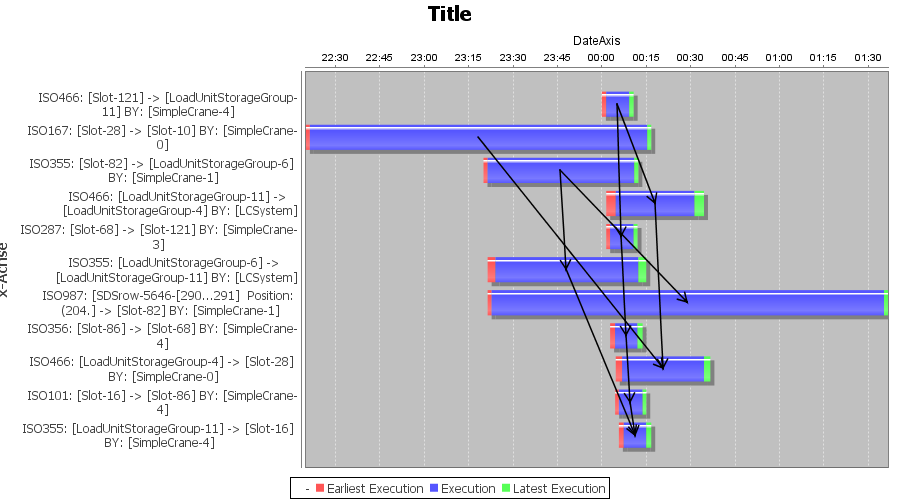 Title
DateAxis
22:30 22:45 23:00 23:15 23:30 23:45 00:00 00:15 00:30 00:45 01:00 01:15 01:30
ISO466: [Slot-121] -> [LoadUnitStorageGroup-
11] BY: [SimpleCrane-4]
ISO167: [Slot-28] -> [Slot-10] BY: [SimpleCrane-
0]
ISO355: [Slot-82] -> [LoadUnitStorageGroup-6]
BY: [SimpleCrane-1]
ISO466: [LoadUnitStorageGroup-11] ->
[LoadUnitStorageGroup-4] BY: [LCSystem]
ISO287: [Slot-68] -> [Slot-121] BY: [SimpleCrane-
3]
ISO355: [LoadUnitStorageGroup-6] ->
[LoadUnitStorageGroup-11] BY: [LCSystem]
ISO987: [SDSrow-5646-[290...291] Position:
(204.] -> [Slot-82] BY: [SimpleCrane-1]
ISO356: [Slot-86] -> [Slot-68] BY: [SimpleCrane-
4]
ISO466: [LoadUnitStorageGroup-4] -> [Slot-28]
BY: [SimpleCrane-0]
ISO101: [Slot-16] -> [Slot-86] BY: [SimpleCrane-
4]
ISO355: [LoadUnitStorageGroup-11] -> [Slot-16]
BY: [SimpleCrane-4]
x-Achse
- Earliest Execution Execution Latest Execution